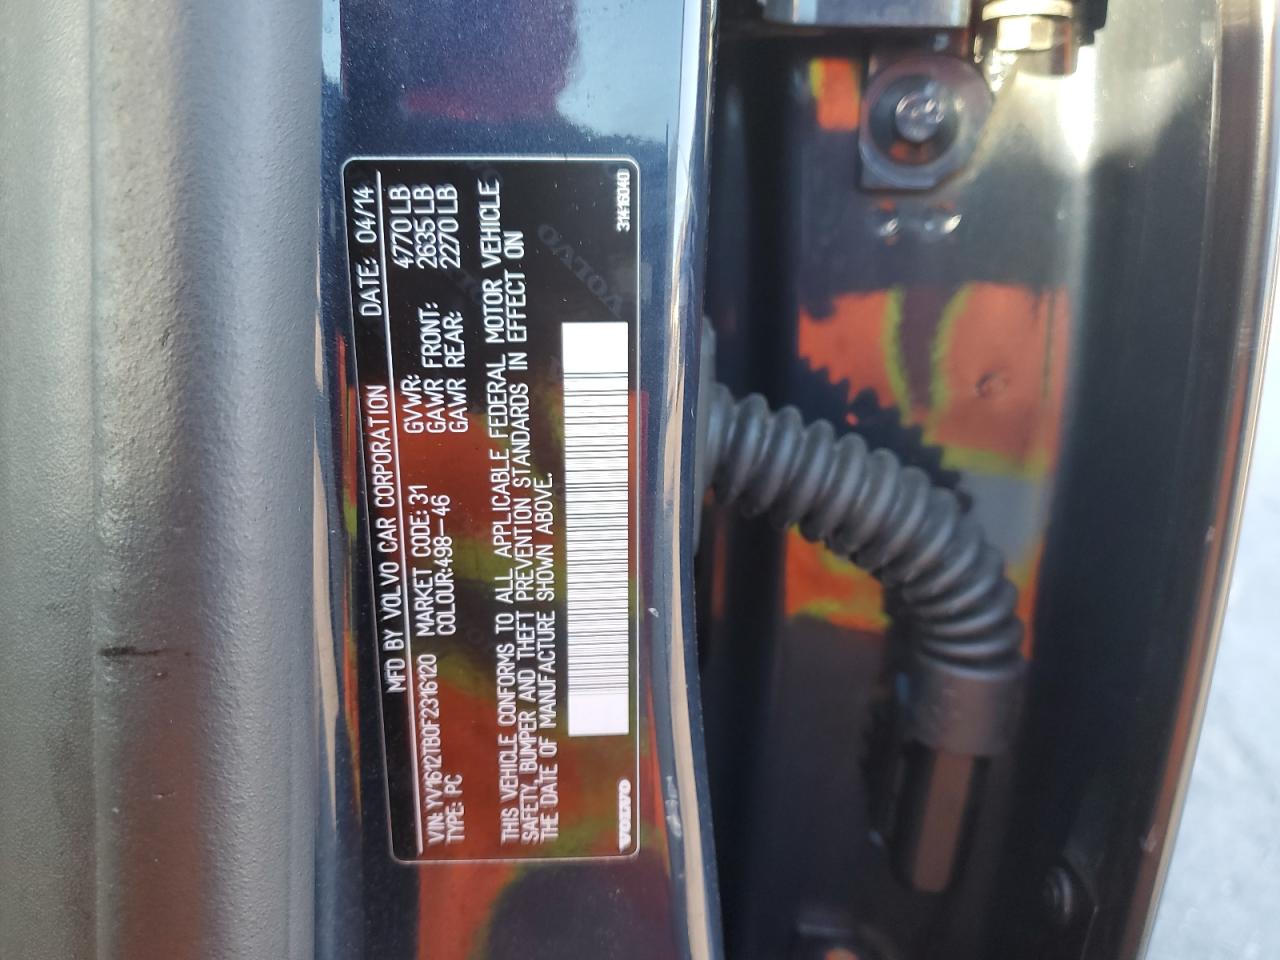 MFD BY VOLVO CAR CORPORATION DATE: 04/14
VIN: YV1612TB0F2316120 MARKET CODE: 31 GVWR: 4770 LB
TYPE: PC COLOUR: 498-46 GAWR FRONT: 2635 LB
GAWR REAR: 2270 LB
THIS VEHICLE CONFORMS TO ALL APPLICABLE FEDERAL MOTOR VEHICLE
SAFETY, BUMPER AND THEFT PREVENTION STANDARDS IN EFFECT ON
THE DATE OF MANUFACTURE SHOWN ABOVE.
VOLVO 31416040